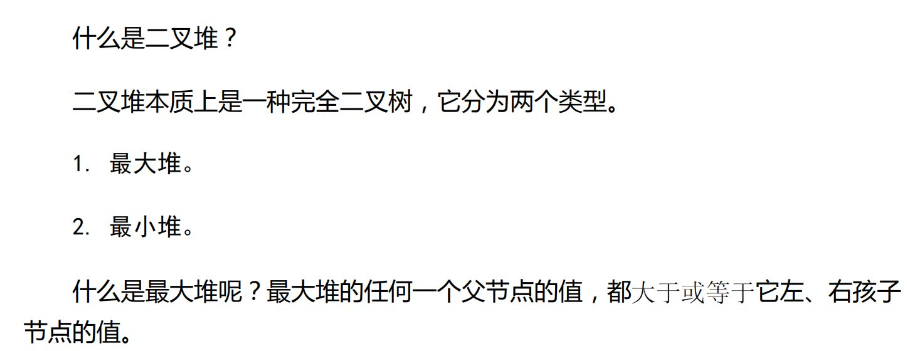 什么是二叉堆？
二叉堆本质上是一种完全二叉树，它分为两个类型。
1. 最大堆。
2. 最小堆。
什么是最大堆呢？最大堆的任何一个父节点的值，都大于或等于它左、右孩子
节点的值。